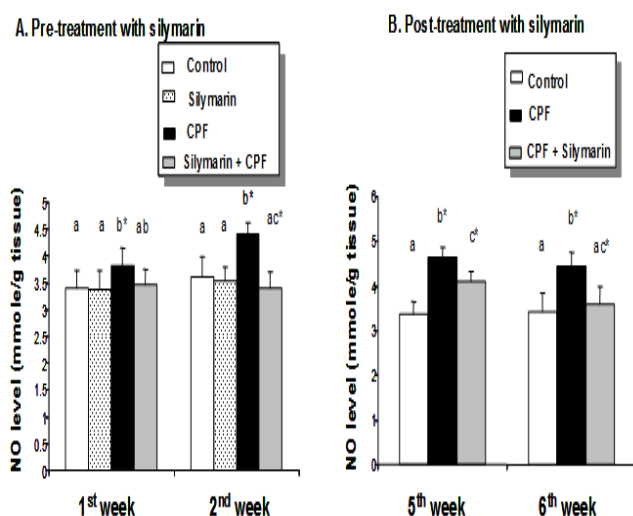 A. Pre-treatment with silymarin
Control
Silymarin
CPF
Silymarin + CPF
NO level (mmole/g tissue)
5
4.5
4
3.5
3
2.5
2
1.5
1
0.5
0
a a b* ab
a a b* ac*
1st week 2nd week
B. Post-treatment with silymarin
Control
CPF
CPF + Silymarin
NO level (mmole/g tissue)
6
5
4
3
2
1
0
a b* c*
a b* ac*
5th week 6th week